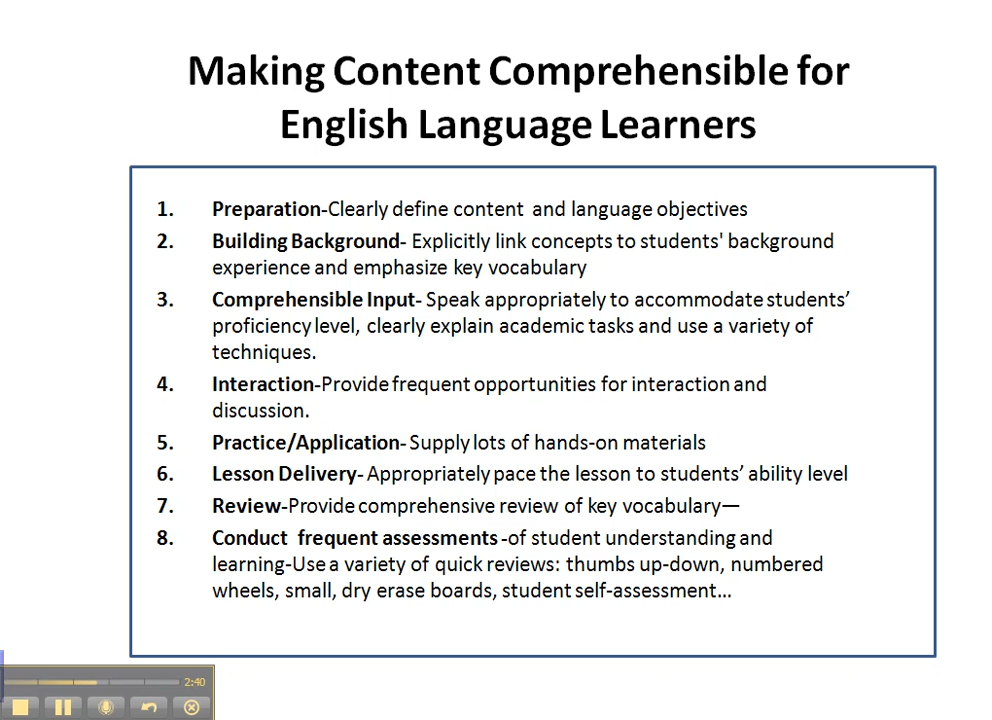 Making Content Comprehensible for
English Language Learners
1. Preparation-Clearly define content and language objectives
2. Building Background- Explicitly link concepts to students' background
experience and emphasize key vocabulary
3. Comprehensible Input- Speak appropriately to accommodate students’
proficiency level, clearly explain academic tasks and use a variety of
techniques.
4. Interaction-Provide frequent opportunities for interaction and
discussion.
5. Practice/Application- Supply lots of hands-on materials
6. Lesson Delivery- Appropriately pace the lesson to students’ ability level
7. Review-Provide comprehensive review of key vocabulary—
8. Conduct frequent assessments -of student understanding and
learning-Use a variety of quick reviews: thumbs up-down, numbered
wheels, small, dry erase boards, student self-assessment...
2:40